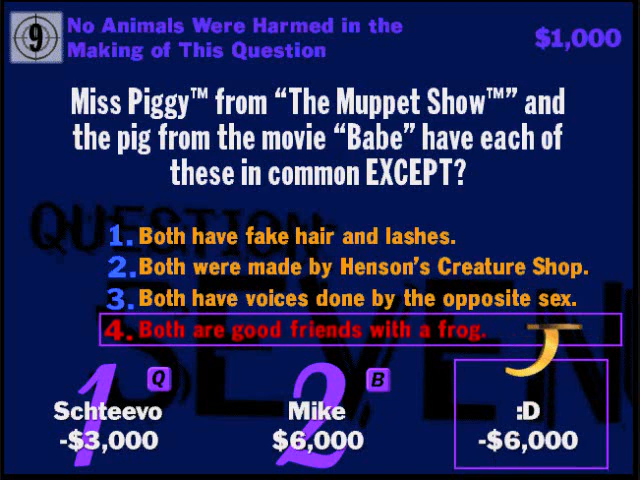 9
No Animals Were Harmed in the
Making of This Question
$1,000
Miss Piggy™ from “The Muppet Show™” and
the pig from the movie “Babe” have each of
these in common EXCEPT?
QUESTION
SEVEN
1. Both have fake hair and lashes.
2. Both were made by Henson's Creature Shop.
3. Both have voices done by the opposite sex.
4. Both are good friends with a frog.
1 Q 2 B
Schteevo Mike :D
-$3,000 $6,000 -$6,000